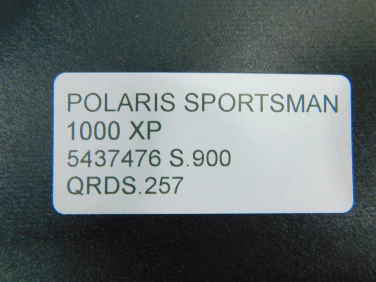 POLARIS SPORTSMAN
1000 XP
5437476 S.900
QRDS.257